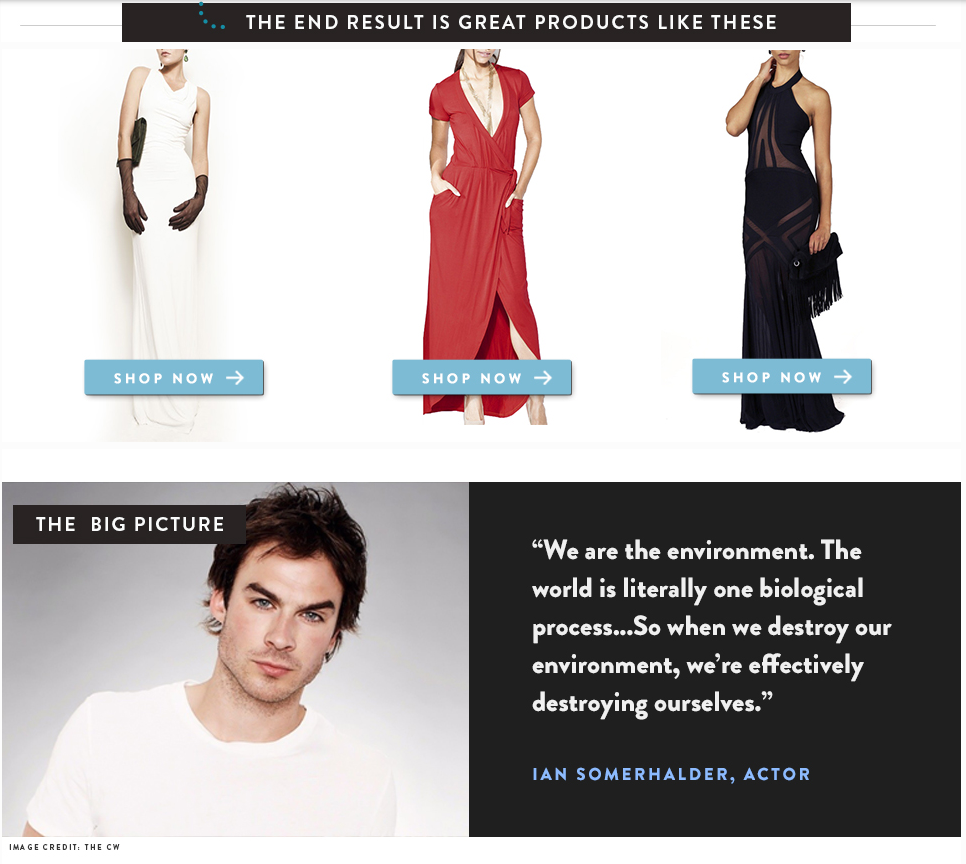 THE END RESULT IS GREAT PRODUCTS LIKE THESE
SHOP NOW
SHOP NOW
SHOP NOW
THE BIG PICTURE
“We are the environment. The
world is literally one biological
process...So when we destroy our
environment, we’re effectively
destroying ourselves.”
IAN SOMERHALDER, ACTOR
IMAGE CREDIT: THE CW